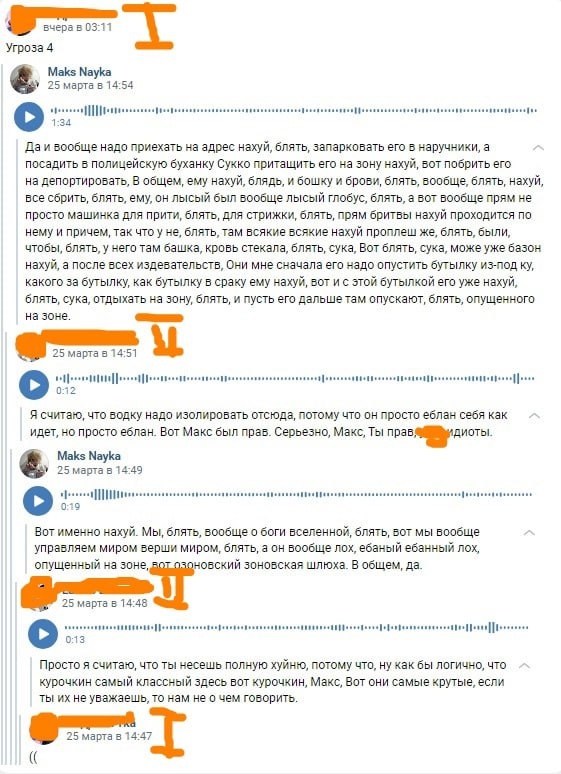 I
вчера в 03:11
Угроза 4
Maks Nayka
25 марта в 14:54
1:34
Да и вообще надо приехать на адрес нахуй, блять, запарковать его в наручники, а
посадить в полицейскую буханку Сукко притащить его на зону нахуй, вот побрить его
на депортировать, В общем, ему нахуй, блядь, и бошку и брови, блять, вообще, блять, нахуй,
все сбрить, блять, ему, он лысый был вообще лысый глобус, блять, а вот вообще прям не
просто машинка для прити, блять, для стрижки, блять, прям бритвы нахуй проходится по
нему и причем, так что у не, блять, там всякие всякие нахуй проплеш же, блять, были,
чтобы, блять, у него там башка, кровь стекала, блять, сука, Вот блять, сука, может уже базон
нахуй, а после всех издевательств, Они мне сначала его надо опустить бутылку из-под ку,
какого за бутылку, как бутылку в сраку ему нахуй, вот и с этой бутылкой его уже нахуй,
блять, сука, отдыхать на зону, блять, и пусть его дальше там опускают, блять, опущенного
на зоне.
VI
25 марта в 14:51
0:12
Я считаю, что водку надо изолировать отсюда, потому что он просто еблан себя как
идет, но просто еблан. Вот Макс был прав. Серьезно, Макс, Ты прав, идиоты.
Maks Nayka
25 марта в 14:49
0:19
Вот именно нахуй. Мы, блять, вообще о боги вселенной, блять, вот мы вообще
управляем миром верши миром, блять, а он вообще лох, ебаный ебанный лох,
опущенный на зоне, вот озоновский зоновская шлюха. В общем, да.
II
25 марта в 14:48
0:13
Просто я считаю, что ты несешь полную хуйню, потому что, ну как бы логично, что
курочкин самый классный здесь вот курочкин, Макс, Вот они самые крутые, если
ты их не уважаешь, то нам не о чем говорить.
I
25 марта в 14:47
((